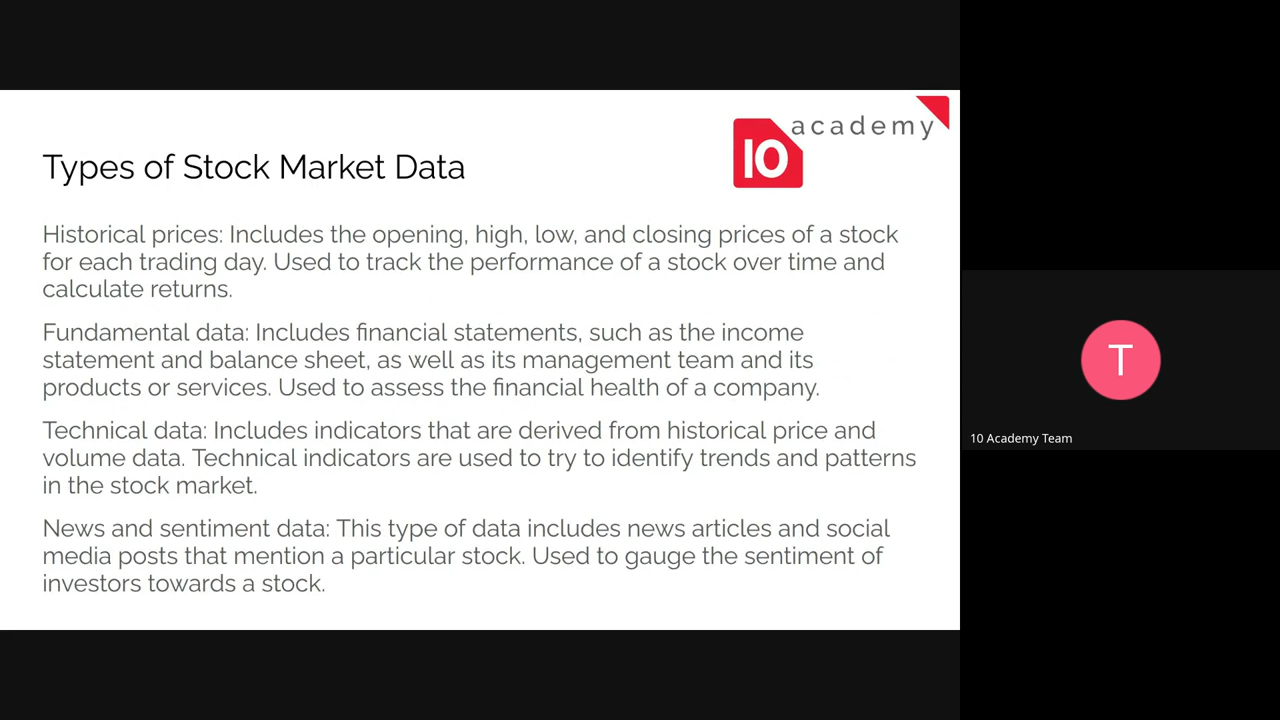 10 academy
Types of Stock Market Data
Historical prices: Includes the opening, high, low, and closing prices of a stock
for each trading day. Used to track the performance of a stock over time and
calculate returns.
Fundamental data: Includes financial statements, such as the income
statement and balance sheet, as well as its management team and its
products or services. Used to assess the financial health of a company.
Technical data: Includes indicators that are derived from historical price and
volume data. Technical indicators are used to try to identify trends and patterns
in the stock market.
News and sentiment data: This type of data includes news articles and social
media posts that mention a particular stock. Used to gauge the sentiment of
investors towards a stock.
T
10 Academy Team